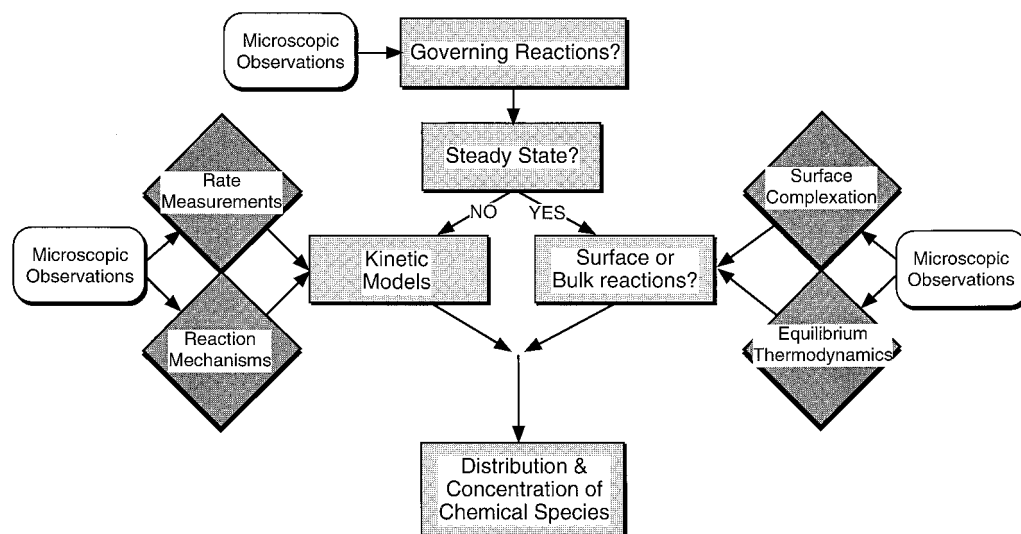 Microscopic
Observations
Governing Reactions?
Steady State?
NO
YES
Rate
Measurements
Surface
Complexation
Microscopic
Observations
Kinetic
Models
Surface or
Bulk reactions?
Microscopic
Observations
Reaction
Mechanisms
Equilibrium
Thermodynamics
Distribution &
Concentration of
Chemical Species